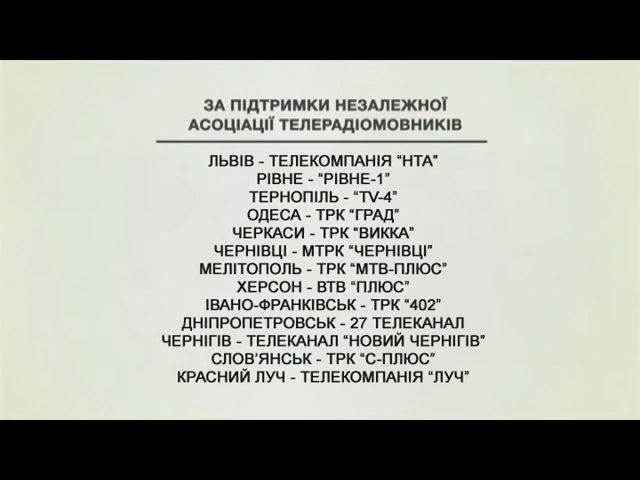 ЗА ПІДТРИМКИ НЕЗАЛЕЖНОЇ
АСОЦІАЦІЇ ТЕЛЕРАДІОМОВНИКІВ
ЛЬВІВ - ТЕЛЕКОМПАНІЯ “НТА”
РІВНЕ - “РІВНЕ-1”
ТЕРНОПІЛЬ - “TV-4”
ОДЕСА - ТРК “ГРАД”
ЧЕРКАСИ - ТРК “ВИККА”
ЧЕРНІВЦІ - МТРК “ЧЕРНІВЦІ”
МЕЛІТОПОЛЬ - ТРК “МТВ-ПЛЮС”
ХЕРСОН - ВТВ “ПЛЮС”
ІВАНО-ФРАНКІВСЬК - ТРК “402”
ДНІПРОПЕТРОВСЬК - 27 ТЕЛЕКАНАЛ
ЧЕРНІГІВ - ТЕЛЕКАНАЛ “НОВИЙ ЧЕРНІГІВ”
СЛОВ’ЯНСЬК - ТРК “С-ПЛЮС”
КРАСНИЙ ЛУЧ - ТЕЛЕКОМПАНІЯ “ЛУЧ”